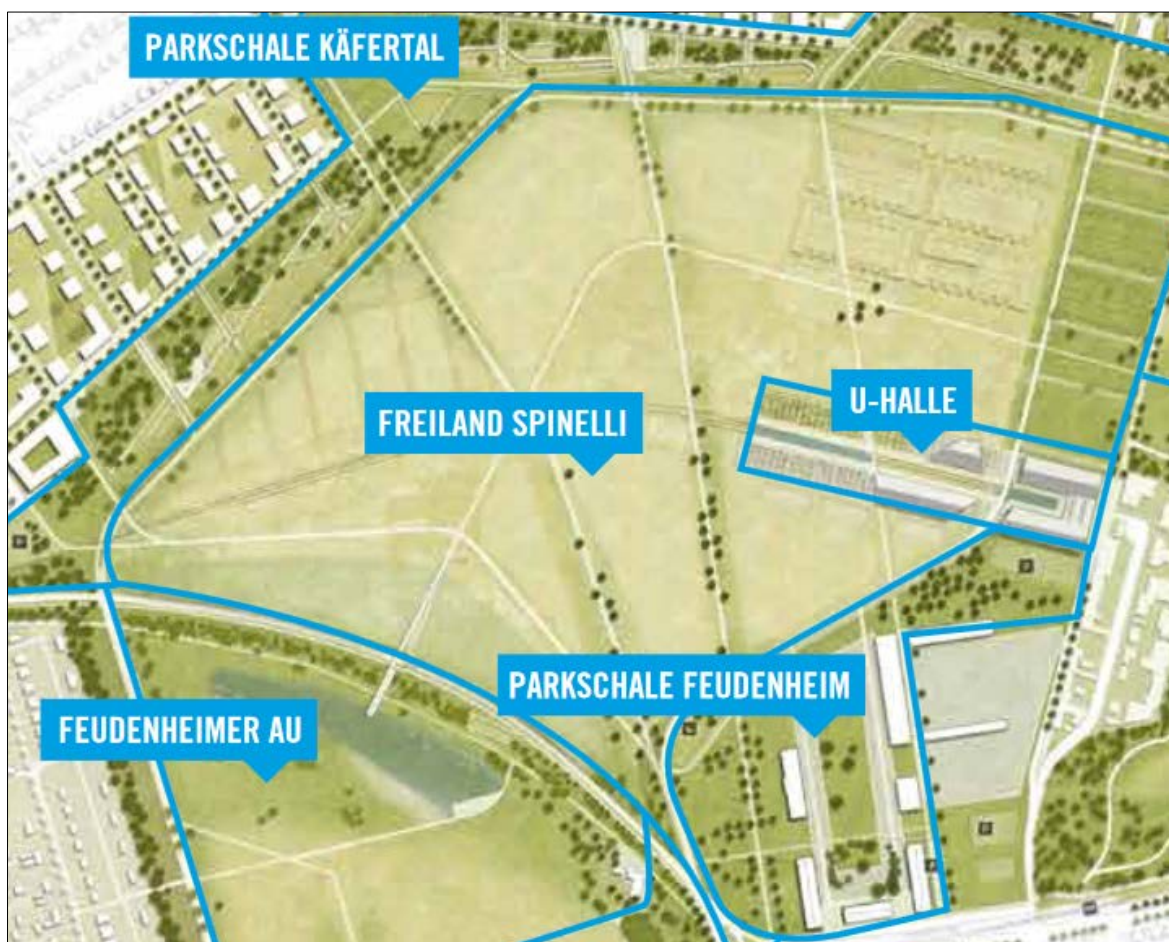 PARKSCHALE KÄFERTAL
U-HALLE
FREILAND SPINELLI
PARKSCHALE FEUDENHEIM
FEUDENHEIMER AU